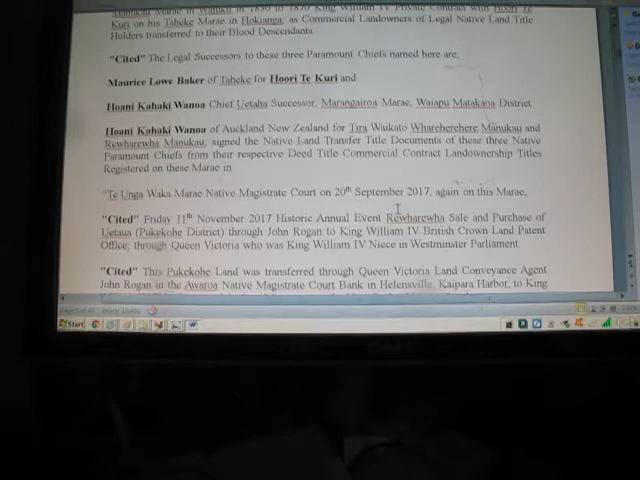 Manukau Marae in Waiuku in 1830 to 1870 King William IV Private Contract with Hoori Te
Kuri on his Taheke Marae in Hokianga, as Commercial Landowners of Legal Native Land Title
Holders transferred to their Blood Descendants.
"Cited" The Legal Successors to these three Paramount Chiefs named here are,
Maurice Lowe Baker of Taheke for Hoori Te Kuri and
Hoani Kahaki Wanoa Chief Uetaha Successor, Marangairoa Marae, Waiapu Matakaoa District
Hoani Kahaki Wanoa of Auckland New Zealand for Tira Waikato Whareherehere Manukau and
Rewharewha Manukau, signed the Native Land Transfer Title Documents of these three Native
Paramount Chiefs from their respective Deed Title Commercial Contract Landownership Titles
Registered on these Marae in
"Te Unga Waka Marae Native Magistrate Court on 20th September 2017, again on this Marae,
"Cited" Friday 11th November 2017 Historic Annual Event Rewharewha Sale and Purchase of
Uetaua (Pukekohe District) through John Rogan to King William IV British Crown Land Patent
Office; through Queen Victoria who was King William IV Niece in Westminster Parliament.
"Cited" This Pukekohe Land was transferred through Queen Victoria Land Conveyance Agent
John Rogan in the Awaroa Native Magistrate Court Bank in Helensville, Kaipara Harbor, to King
Start